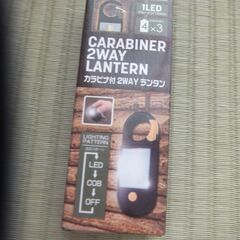 1LED
4×3
CARABINER
2WAY
LANTERN
カラビナ付 2WAY ランタン
LIGHTING
PATTERN
LED
COB
OFF